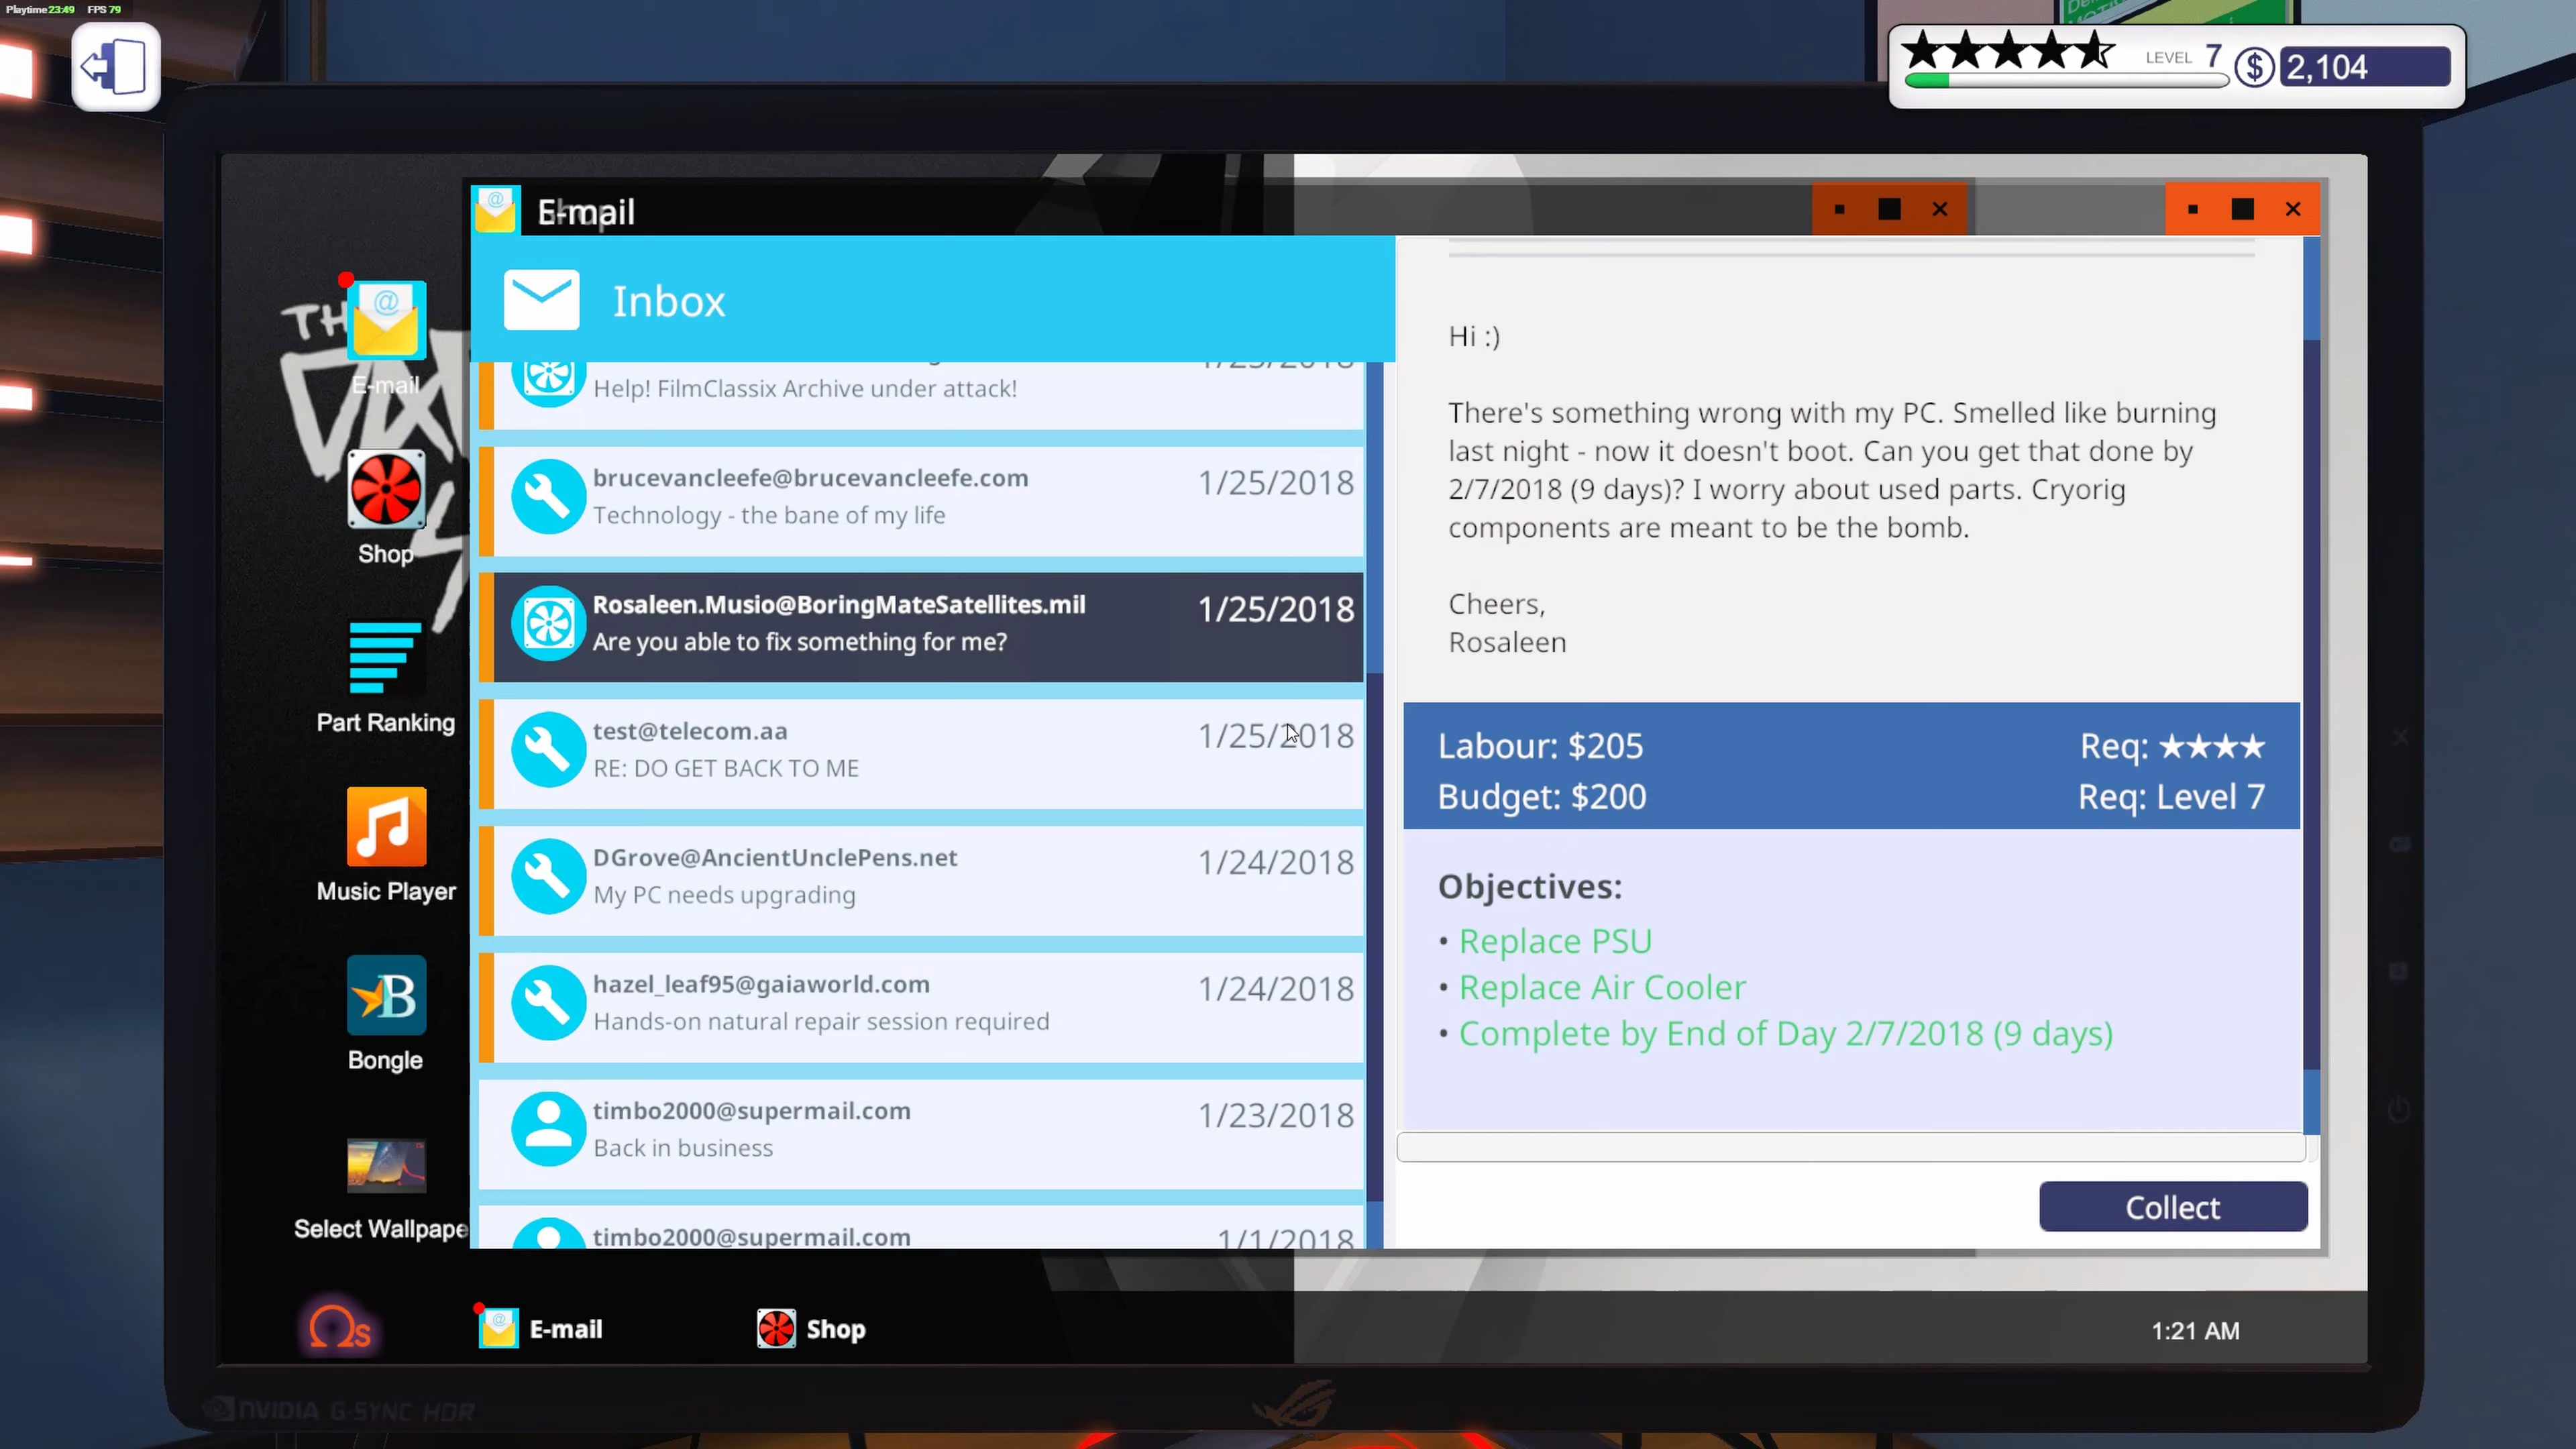 Playtime 23:49 FPS 79
LEVEL 7 $ 2,104
E-mail
Inbox
Help! FilmClassix Archive under attack!
brucevancleefe@brucevancleefe.com 1/25/2018
Technology - the bane of my life
Rosaleen.Musio@BoringMateSatellites.mil 1/25/2018
Are you able to fix something for me?
test@telecom.aa 1/25/2018
RE: DO GET BACK TO ME
DGrove@AncientUnclePens.net 1/24/2018
My PC needs upgrading
hazel_leaf95@gaiaworld.com 1/24/2018
Hands-on natural repair session required
timbo2000@supermail.com 1/23/2018
Back in business
timbo2000@supermail.com 1/1/2018
Hi :)
There's something wrong with my PC. Smelled like burning
last night - now it doesn't boot. Can you get that done by
2/7/2018 (9 days)? I worry about used parts. Cryorig
components are meant to be the bomb.
Cheers,
Rosaleen
Labour: $205 Req: ★★★★
Budget: $200 Req: Level 7
Objectives:
• Replace PSU
• Replace Air Cooler
• Complete by End of Day 2/7/2018 (9 days)
Collect
E-mail
Shop
Part Ranking
Music Player
B
Bongle
Select Wallpape
Ωs
E-mail
Shop
1:21 AM
NVIDIA G-SYNC HDR